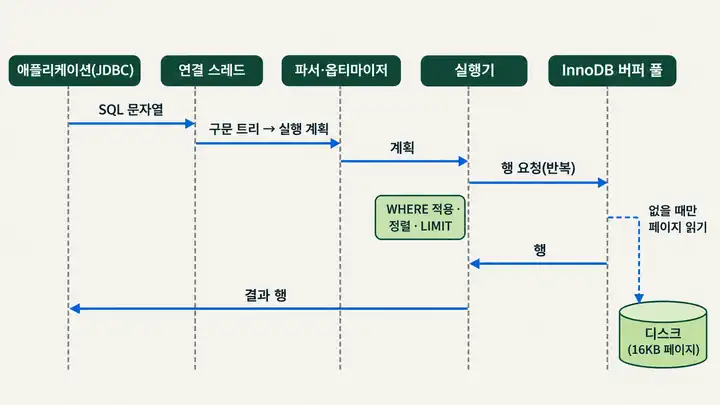 애플리케이션(JDBC)
연결 스레드
파서·옵티마이저
실행기
InnoDB 버퍼 풀
SQL 문자열
구문 트리 → 실행 계획
계획
행 요청(반복)
WHERE 적용 ·
정렬 · LIMIT
없을 때만
페이지 읽기
행
결과 행
디스크
(16KB 페이지)